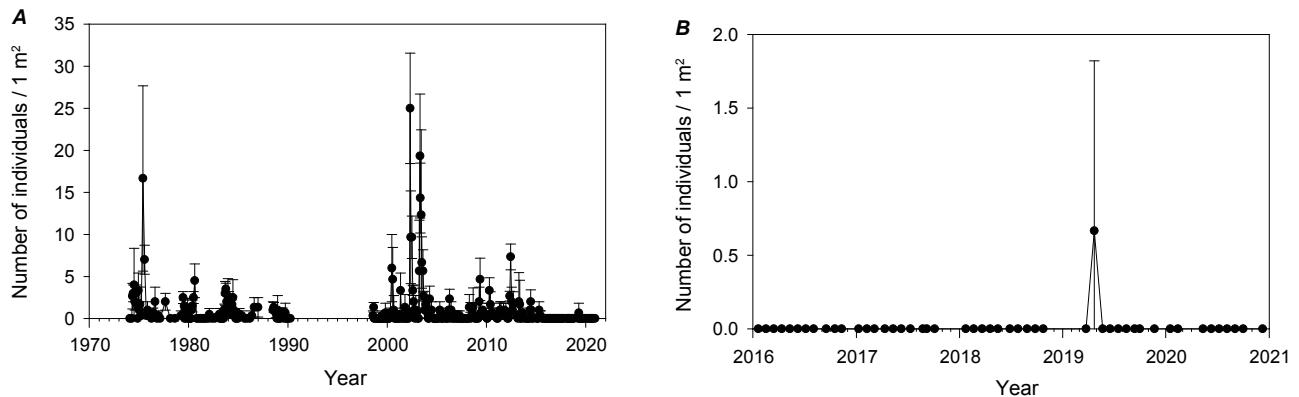 A
Number of individuals / 1 m²
35
30
25
20
15
10
5
0
1970 1980 1990 2000 2010 2020
Year
B
Number of individuals / 1 m²
2.0
1.5
1.0
0.5
0.0
2016 2017 2018 2019 2020 2021
Year